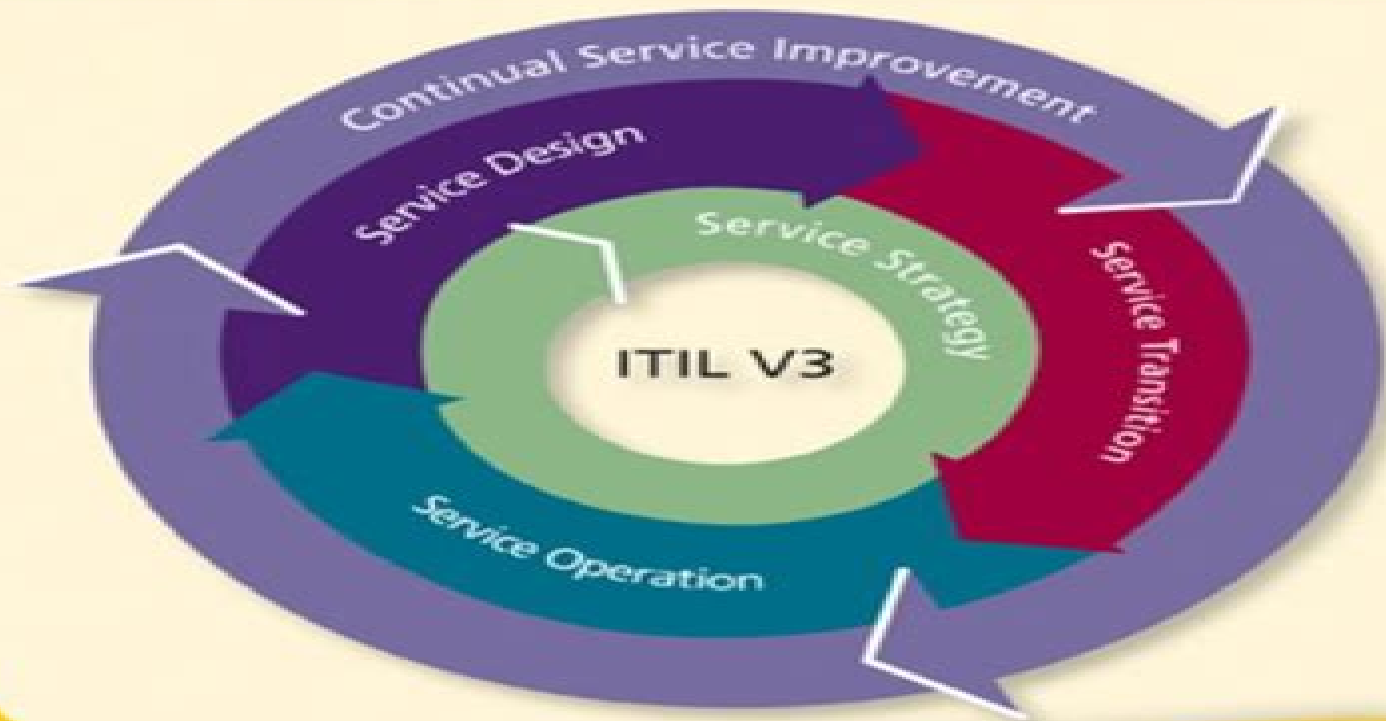 Continual Service Improvement
Service Design
Service Strategy
Service Transition
ITIL V3
Service Operation